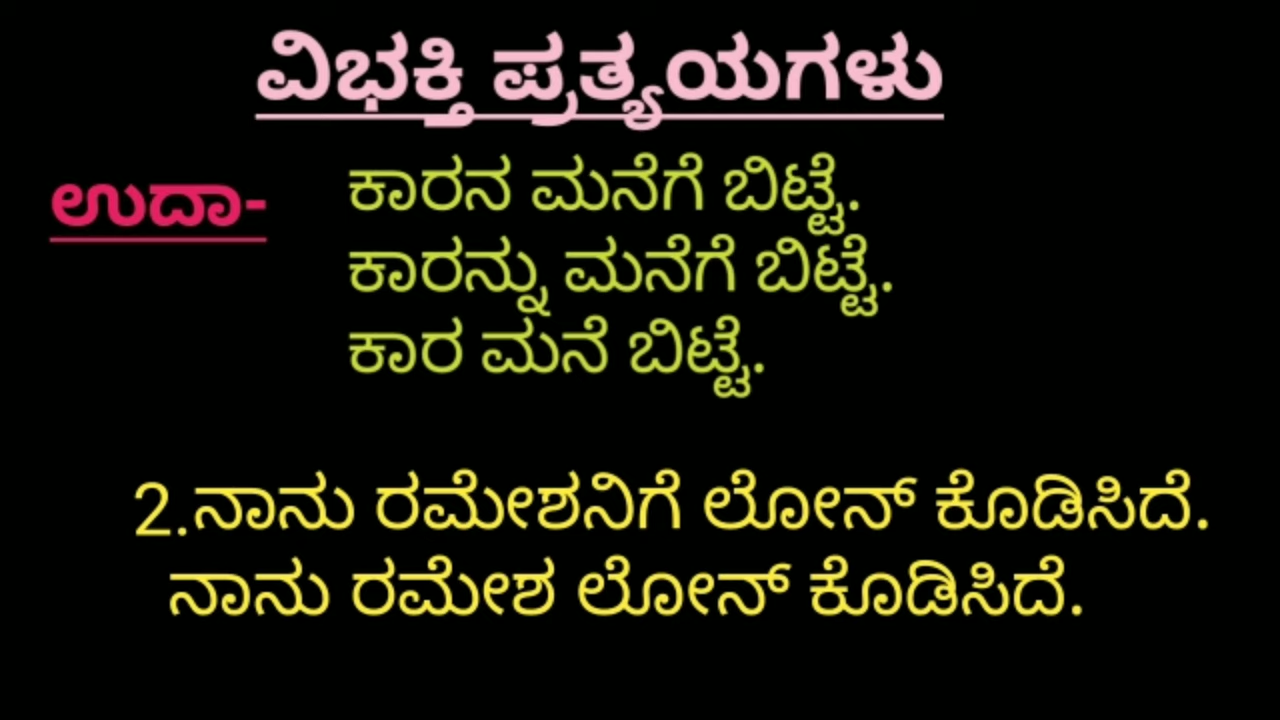 ವಿಭಕ್ತಿ ಪ್ರತ್ಯಯಗಳು
ಉದಾ- ಕಾರನ ಮನೆಗೆ ಬಿಟ್ಟೆ.
ಕಾರನ್ನು ಮನೆಗೆ ಬಿಟ್ಟೆ.
ಕಾರ ಮನೆ ಬಿಟ್ಟೆ.
2.ನಾನು ರಮೇಶನಿಗೆ ಲೋನ್ ಕೊಡಿಸಿದೆ.
ನಾನು ರಮೇಶ ಲೋನ್ ಕೊಡಿಸಿದೆ.